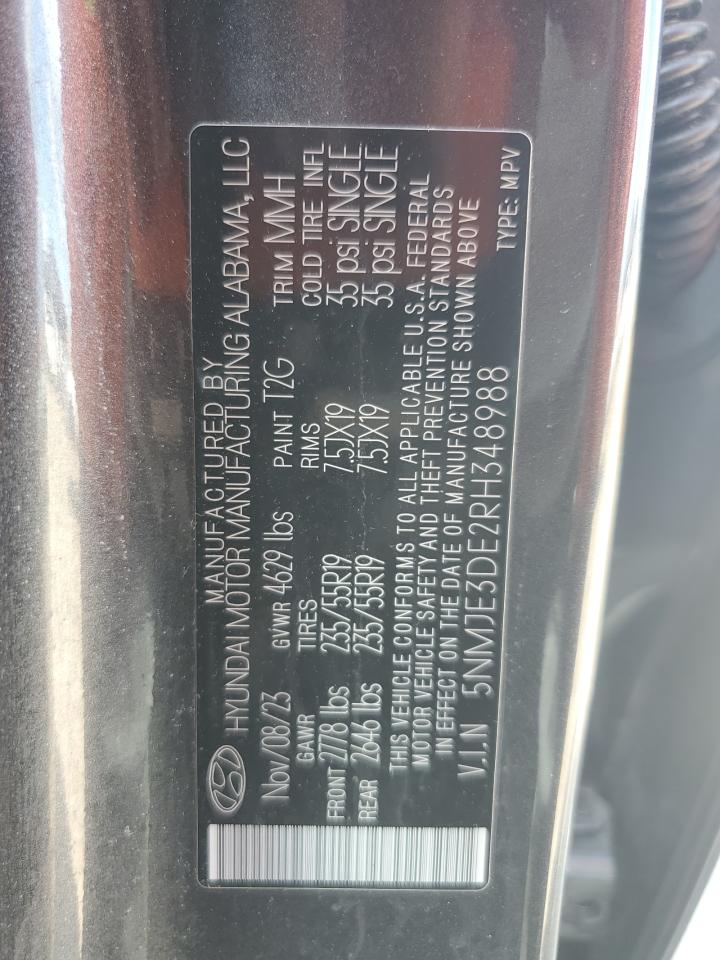 MANUFACTURED BY
HYUNDAI MOTOR MANUFACTURING ALABAMA, LLC
Nov/08/23 GVWR 4629 lbs PAINT T2G TRIM MMH
GAWR TIRES RIMS COLD TIRE INFL
FRONT 2778 lbs 235/55R19 7.5JX19 35 psi SINGLE
REAR 2646 lbs 235/55R19 7.5JX19 35 psi SINGLE
THIS VEHICLE CONFORMS TO ALL APPLICABLE U.S.A. FEDERAL
MOTOR VEHICLE SAFETY AND THEFT PREVENTION STANDARDS
IN EFFECT ON THE DATE OF MANUFACTURE SHOWN ABOVE
V.I.N 5NMJE3DE2RH348988 TYPE: MPV